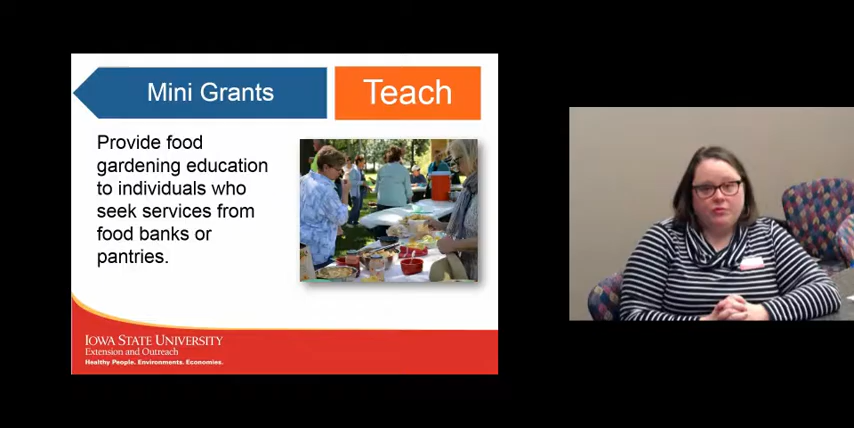 Mini Grants
Teach
Provide food
gardening education
to individuals who
seek services from
food banks or
pantries.
IOWA STATE UNIVERSITY
Extension and Outreach
Healthy People. Environments. Economies.